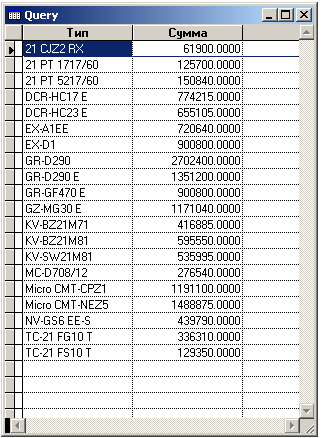 Query
Тип Сумма
21 CJZ2 RX 61900.0000
21 PT 1717/60 125700.0000
21 PT 5217/60 150840.0000
DCR-HC17 E 774215.0000
DCR-HC23 E 655105.0000
EX-A1EE 720640.0000
EX-D1 900800.0000
GR-D290 2702400.0000
GR-D290 E 1351200.0000
GR-GF470 E 900800.0000
GZ-MG30 E 1171040.0000
KV-BZ21M71 416885.0000
KV-BZ21M81 595550.0000
KV-SW21M81 535995.0000
MC-D708/12 276540.0000
Micro CMT-CPZ1 1191100.0000
Micro CMT-NEZ5 1488875.0000
NV-GS6 EE-S 439790.0000
TC-21 FG10 T 336310.0000
TC-21 FS10 T 129350.0000